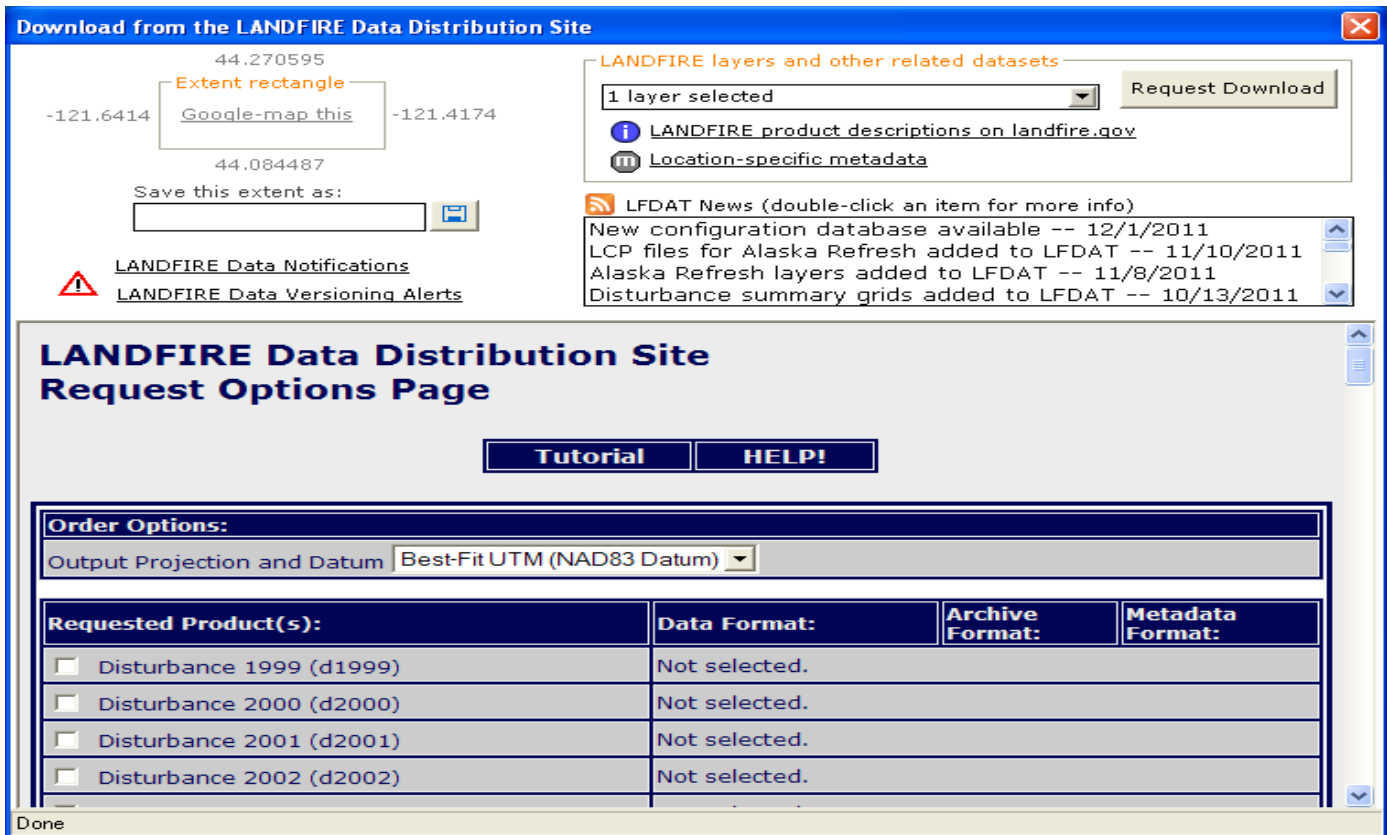 Download from the LANDFIRE Data Distribution Site
44.270595
Extent rectangle
-121.6414
Google-map this
-121.4174
44.084487
Save this extent as:
LANDFIRE Data Notifications
LANDFIRE Data Versioning Alerts
LANDFIRE layers and other related datasets
1 layer selected
Request Download
i LANDFIRE product descriptions on landfire.gov
m Location-specific metadata
LFDAT News (double-click an item for more info)
New configuration database available -- 12/1/2011
LCP files for Alaska Refresh added to LFDAT -- 11/10/2011
Alaska Refresh layers added to LFDAT -- 11/8/2011
Disturbance summary grids added to LFDAT -- 10/13/2011
LANDFIRE Data Distribution Site
Request Options Page
Tutorial HELP!
Order Options:
Output Projection and Datum Best-Fit UTM (NAD83 Datum)
Requested Product(s): Data Format: Archive Format: Metadata Format:
Disturbance 1999 (d1999) Not selected.
Disturbance 2000 (d2000) Not selected.
Disturbance 2001 (d2001) Not selected.
Disturbance 2002 (d2002) Not selected.
Done